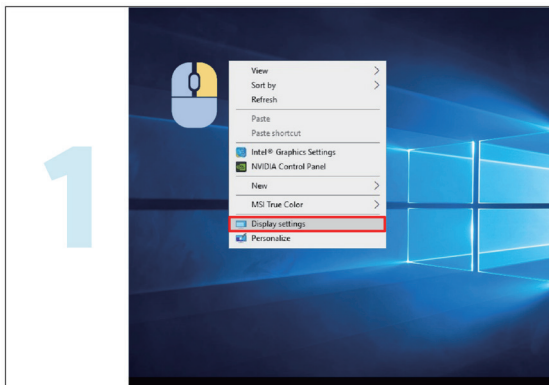 1
View
Sort by
Refresh
Paste
Paste shortcut
Intel® Graphics Settings
NVIDIA Control Panel
New
MSI True Color
Display settings
Personalize